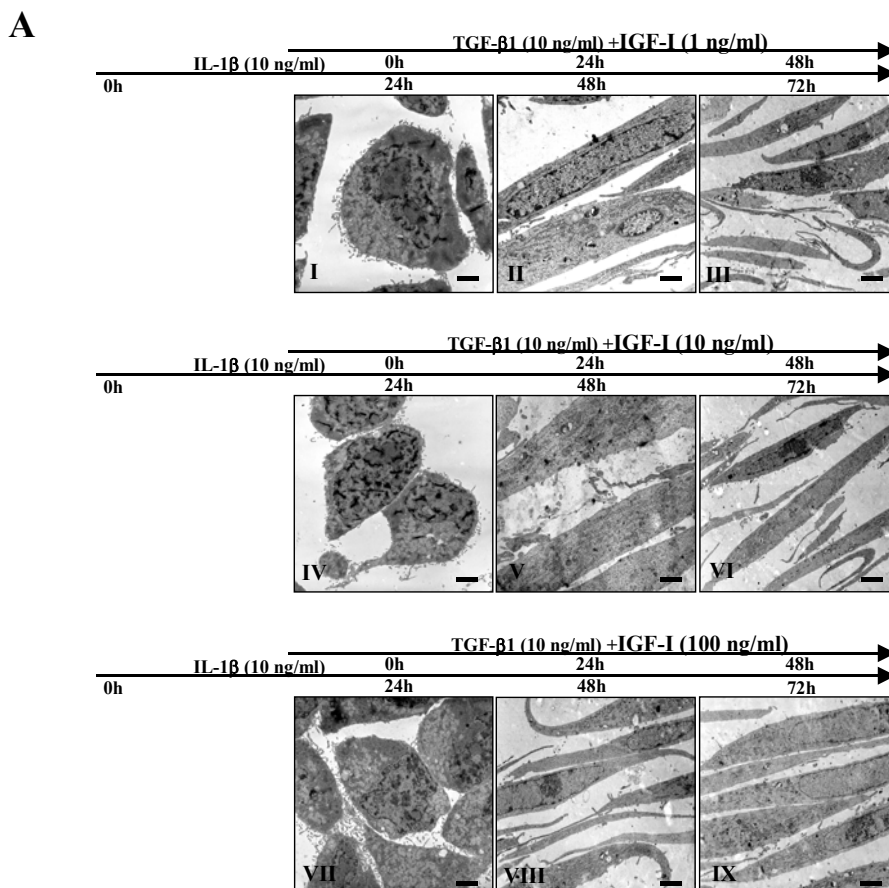 A
TGF-β1 (10 ng/ml) +IGF-I (1 ng/ml)
IL-1β (10 ng/ml) 0h 24h 48h
0h 24h 48h 72h
I II III
TGF-β1 (10 ng/ml) +IGF-I (10 ng/ml)
IL-1β (10 ng/ml) 0h 24h 48h
0h 24h 48h 72h
IV V VI
TGF-β1 (10 ng/ml) +IGF-I (100 ng/ml)
IL-1β (10 ng/ml) 0h 24h 48h
0h 24h 48h 72h
VII VIII IX